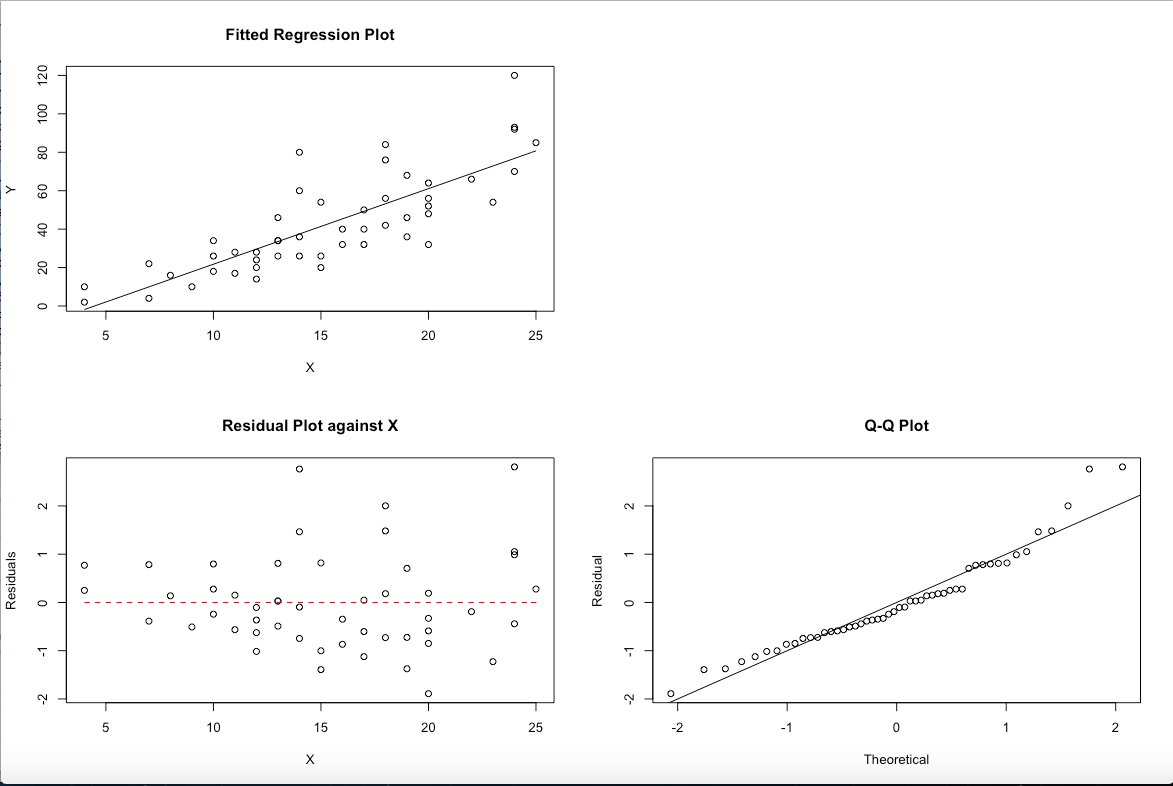 Fitted Regression Plot
120
100
80
60
40
20
0
Y
5 10 15 20 25
X
Residual Plot against X
2
1
0
-1
-2
Residuals
5 10 15 20 25
X
Q-Q Plot
2
1
0
-1
-2
Residual
-2 -1 0 1 2
Theoretical